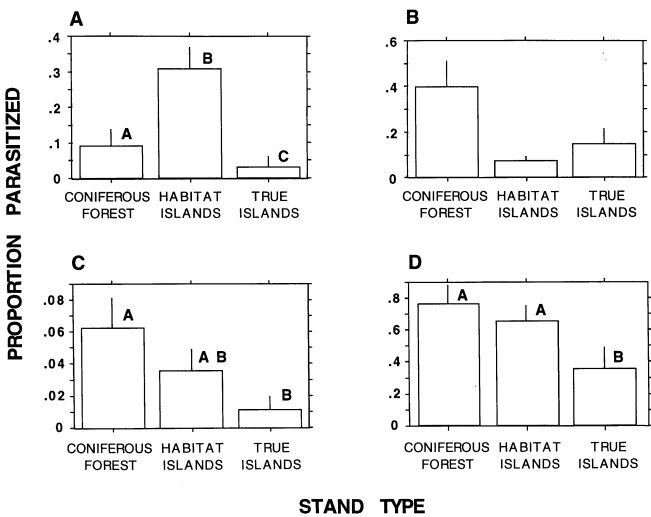 A
.4
.3
.2
.1
0
A
B
C
CONIFEROUS FOREST
HABITAT ISLANDS
TRUE ISLANDS
B
.6
.4
.2
0
CONIFEROUS FOREST
HABITAT ISLANDS
TRUE ISLANDS
PROPORTION PARASITIZED
C
.08
.06
.04
.02
0
A
A B
B
CONIFEROUS FOREST
HABITAT ISLANDS
TRUE ISLANDS
D
.8
.6
.4
.2
0
A
A
B
CONIFEROUS FOREST
HABITAT ISLANDS
TRUE ISLANDS
STAND TYPE